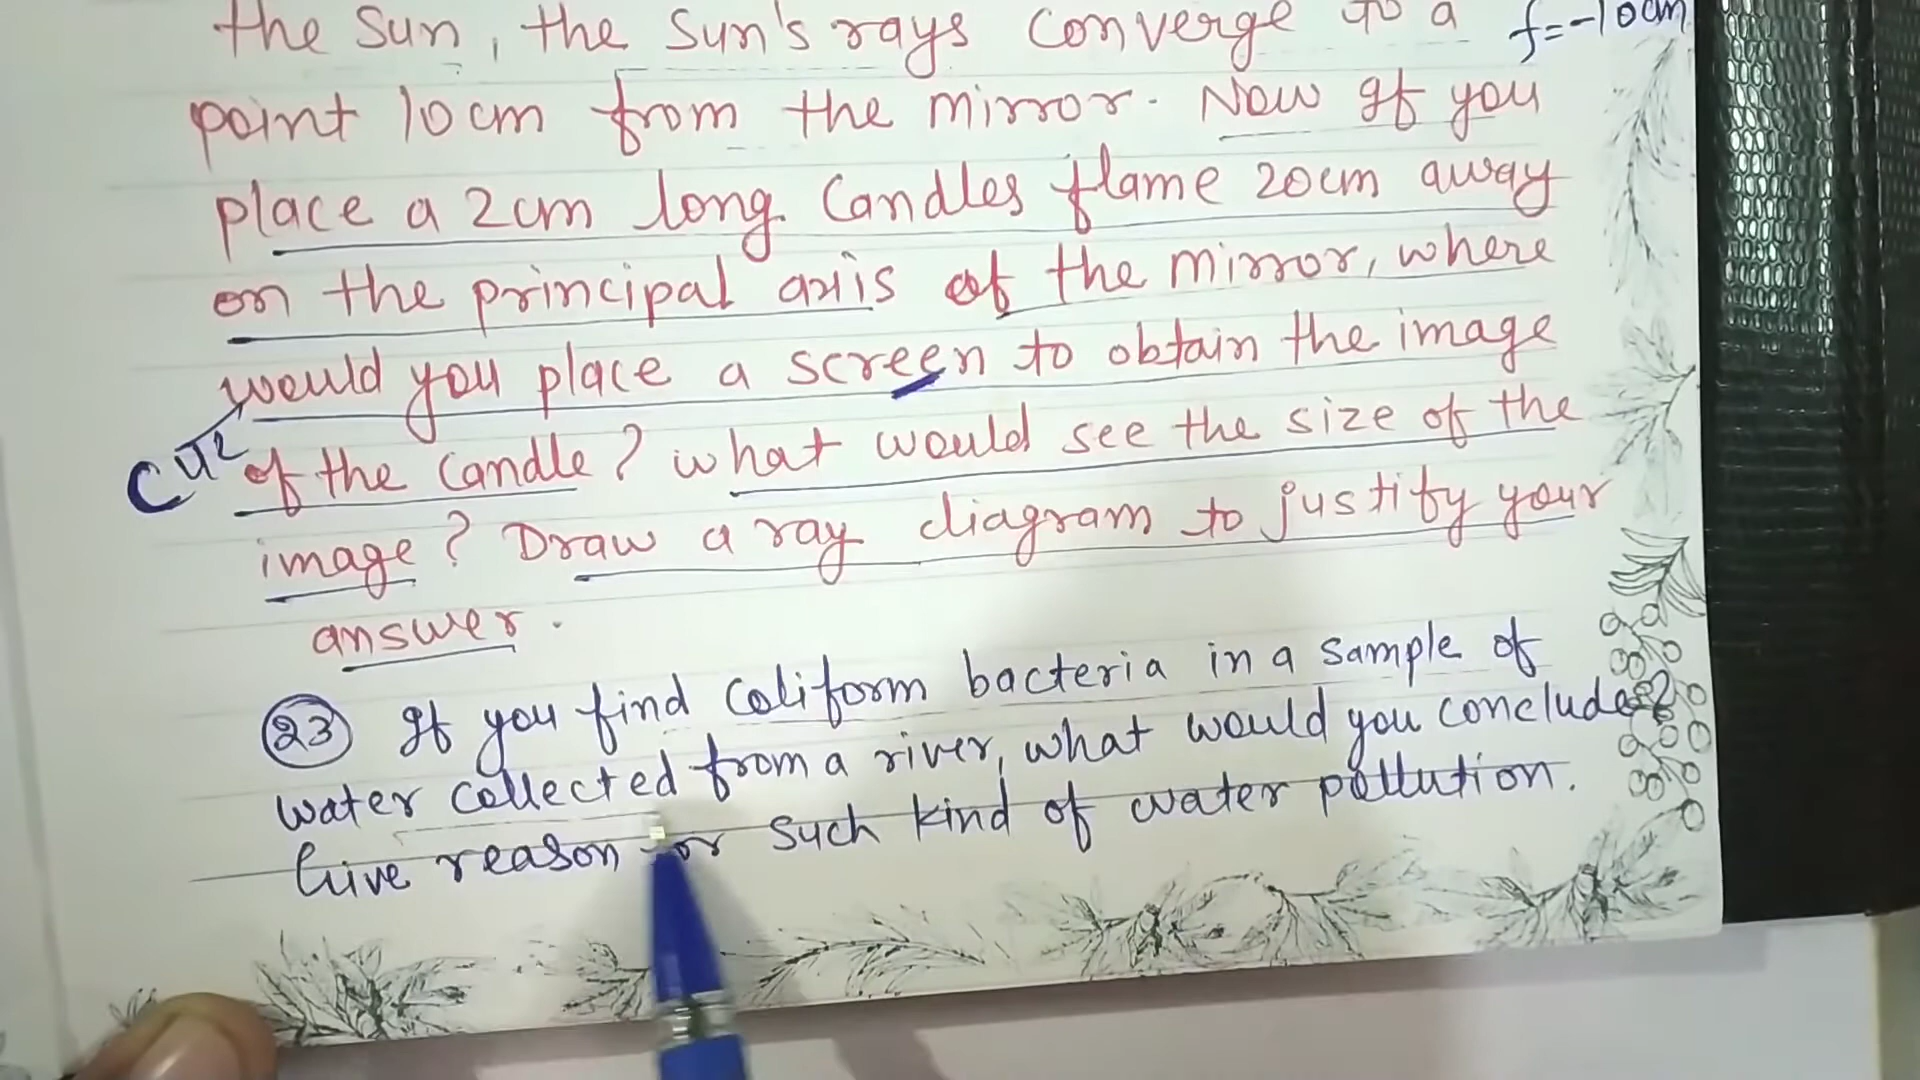 the Sun, the Sun's rays converge to a f=-10cm
point 10cm from the mirror. Now If you
place a 2cm long Candles flame 20cm away
on the principal axis of the mirror, where
would you place a screen to obtain the image
of the candle? what would see the size of the
image? Draw a ray diagram to justify your
answer.
23 If you find Coliform bacteria in a sample of
water collected from a river, what would you conclude?
Give reason such kind of water pollution.